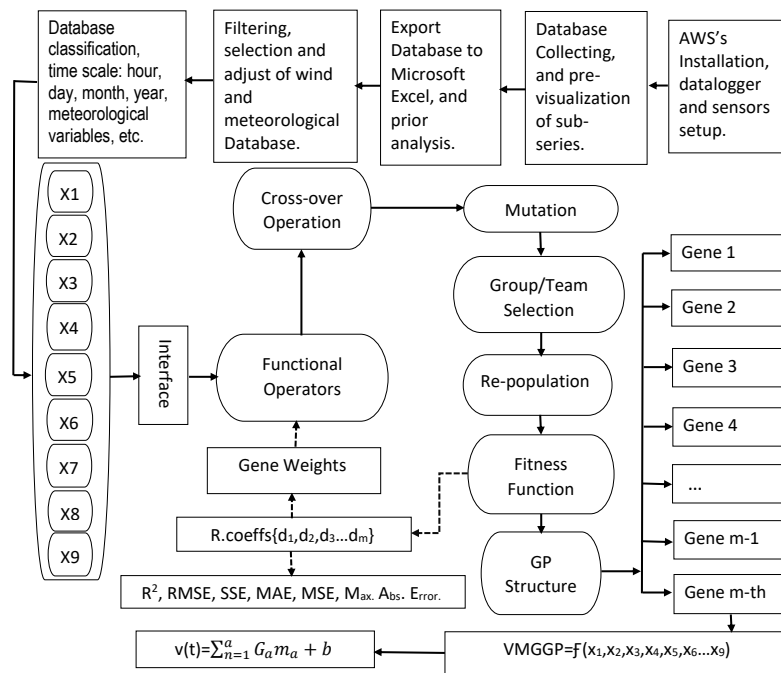 Database
classification,
time scale: hour,
day, month, year,
meteorological
variables, etc.
Filtering,
selection and
adjust of wind
and
meteorological
Database.
Export
Database to
Microsoft
Excel, and
prior
analysis.
Database
Collecting,
and pre-
visualization
of sub-
series.
AWS's
Installation,
datalogger
and sensors
setup.
X1
X2
X3
X4
X5
X6
X7
X8
X9
Interface
Functional
Operators
Cross-over
Operation
Mutation
Group/Team
Selection
Re-population
Fitness
Function
GP
Structure
Gene Weights
R.coeffs{d₁,d₂,d₃...dₘ}
R², RMSE, SSE, MAE, MSE, Max. Abs. Error.
Gene 1
Gene 2
Gene 3
Gene 4
...
Gene m-1
Gene m-th
VMGGP=Ƒ(x₁,x₂,x₃,x₄,x₅,x₆...x₉)
v(t)=∑ₙ₌₁ᵃ Gₐmₐ + b